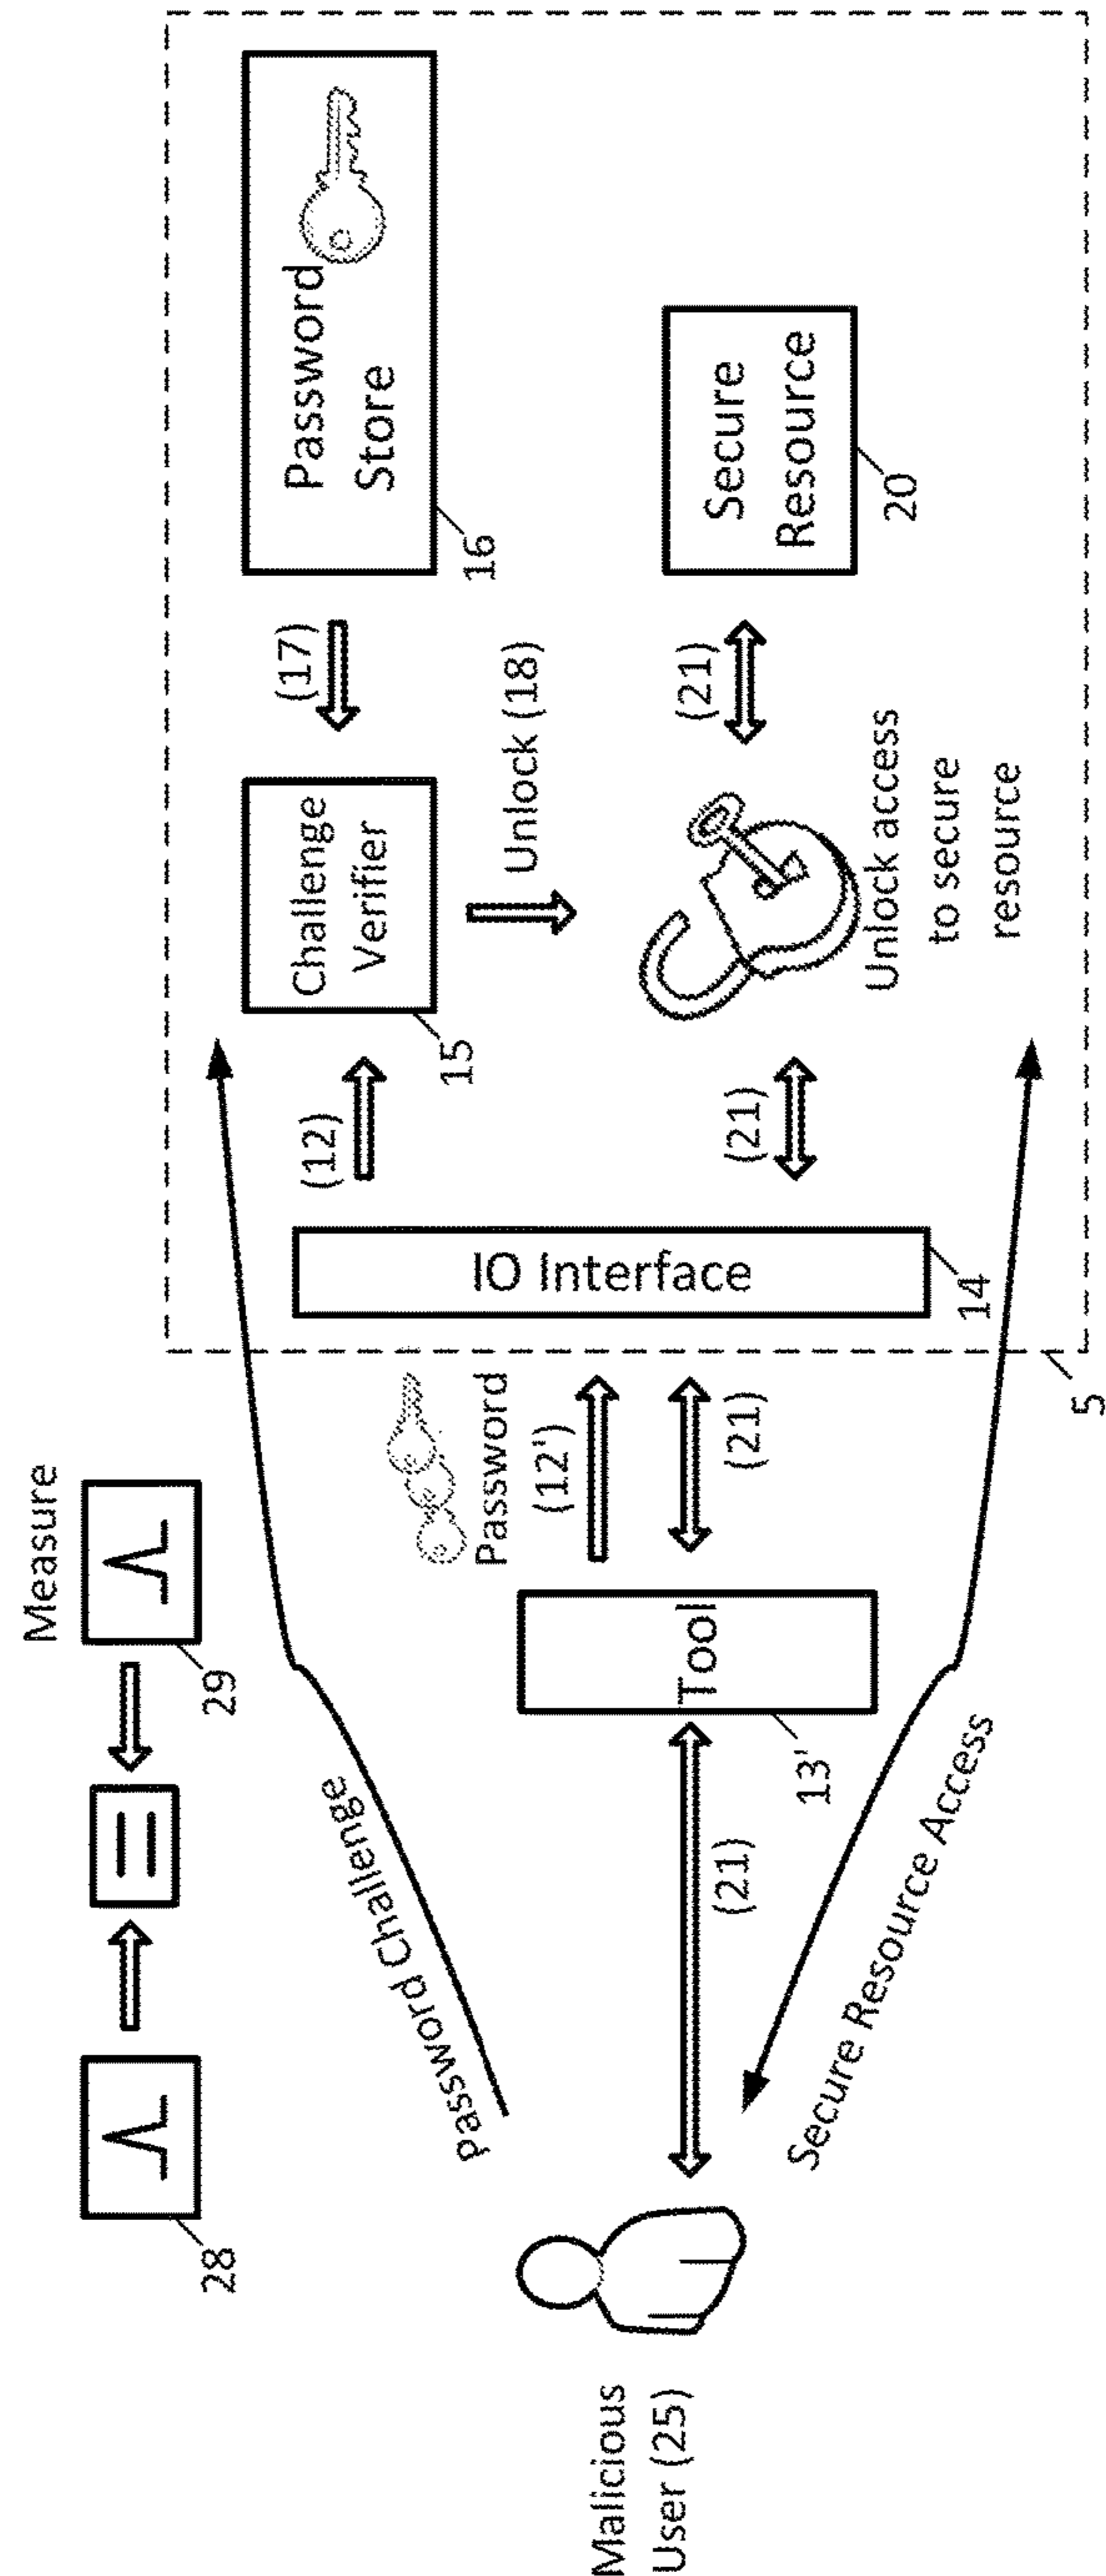 Measure
28
29
Password Challenge
Password
(12')
(12)
Challenge
Verifier
15
(17)
Password
Store
16
Unlock (18)
Malicious
User (25)
(21)
Tool
13'
(21)
IO Interface
14
(21)
Unlock access
to secure
resource
(21)
Secure
Resource
20
Secure Resource Access
5